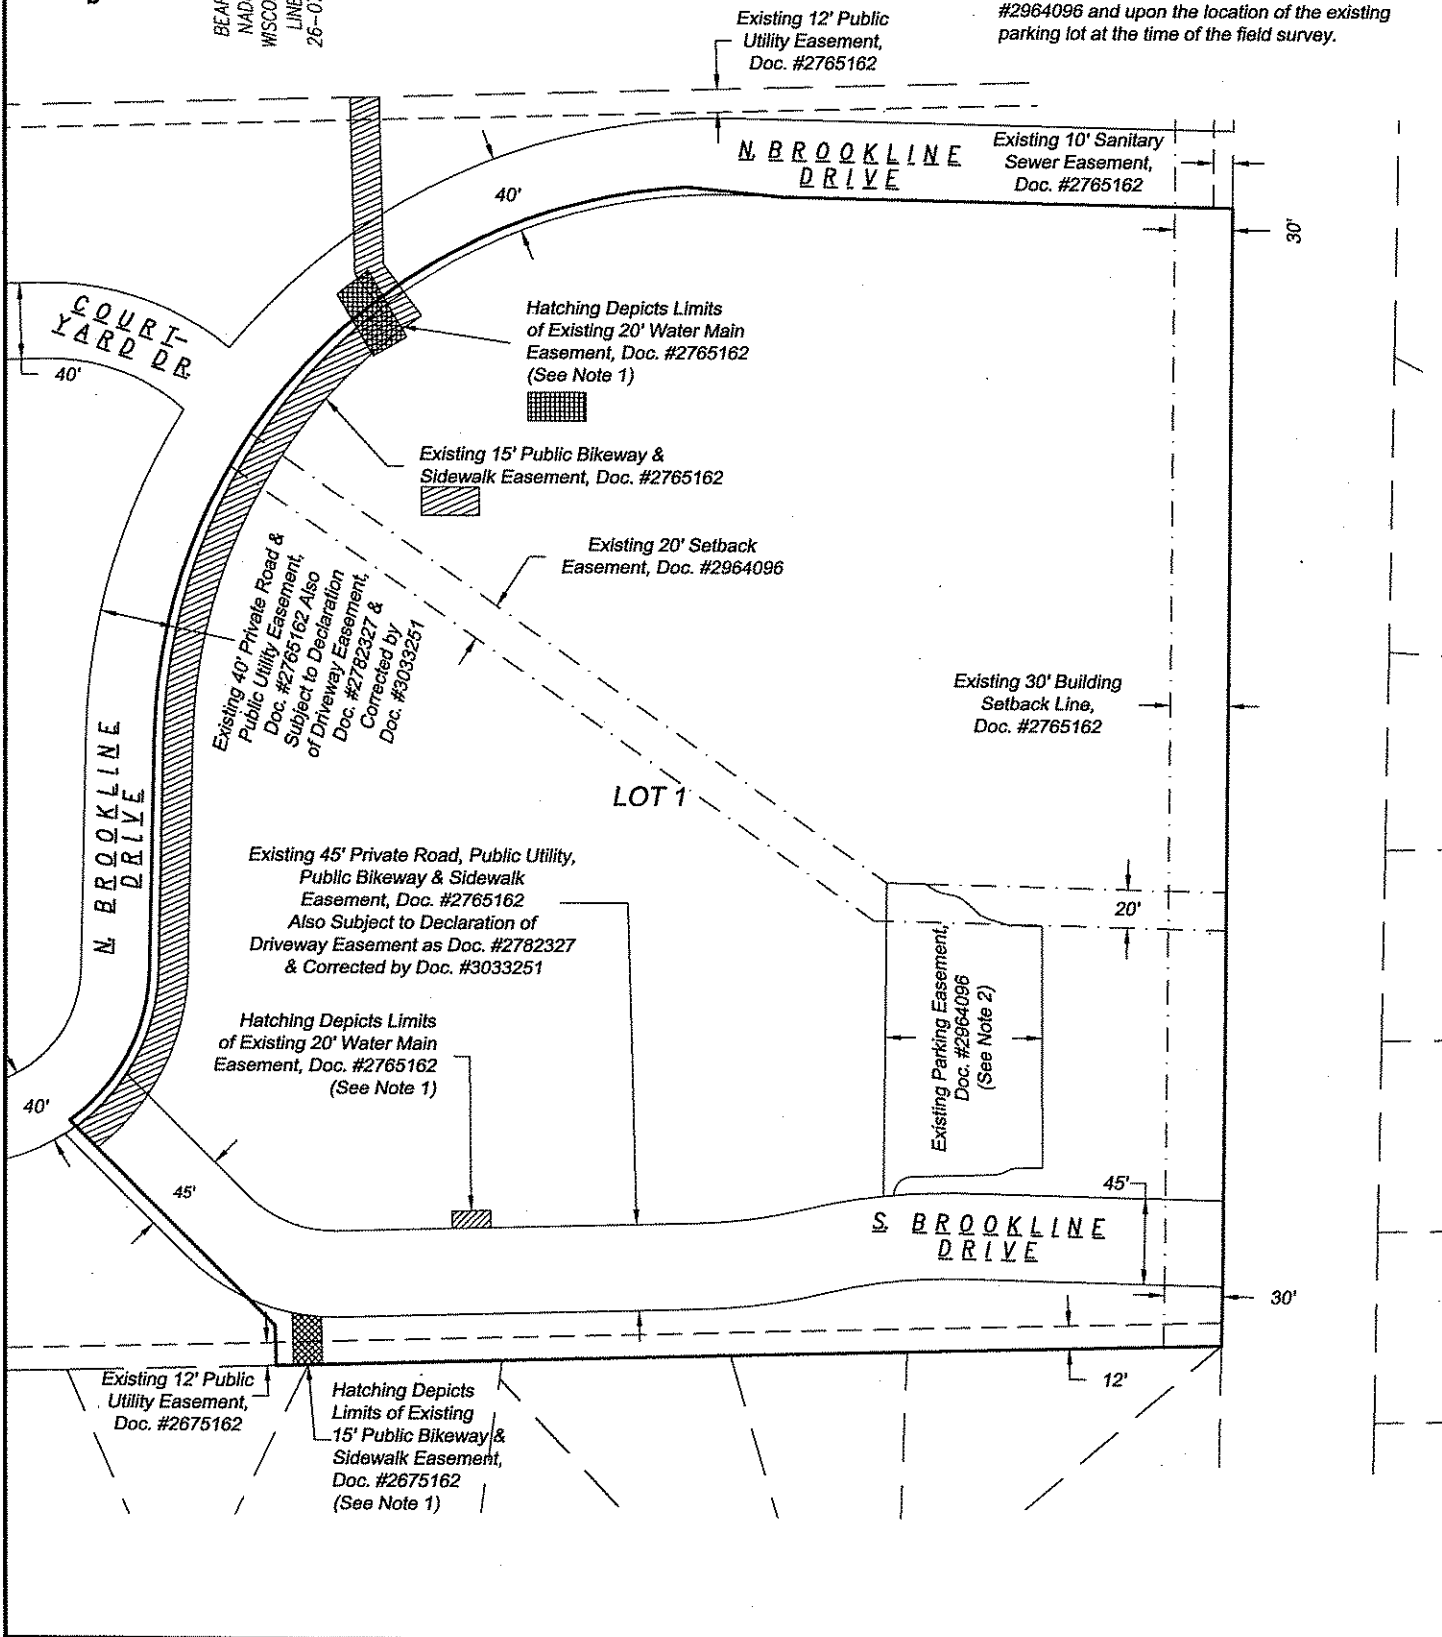 BEAR
NAD
WISCO
LINE
26-0
#2964096 and upon the location of the existing
parking lot at the time of the field survey.
Existing 12' Public
Utility Easement,
Doc. #2765162
N. BROOKLINE
DRIVE
Existing 10' Sanitary
Sewer Easement,
Doc. #2765162
40'
30'
COURT-
YARD DR.
40'
Hatching Depicts Limits
of Existing 20' Water Main
Easement, Doc. #2765162
(See Note 1)
Existing 15' Public Bikeway &
Sidewalk Easement, Doc. #2765162
Existing 20' Setback
Easement, Doc. #2964096
Existing 40' Private Road &
Public Utility Easement,
Doc. #2765162 Also
Subject to Declaration
of Driveway Easement,
Doc. #2782327 &
Corrected by
Doc. #3033251
Existing 30' Building
Setback Line,
Doc. #2765162
N. BROOKLINE
DRIVE
LOT 1
Existing 45' Private Road, Public Utility,
Public Bikeway & Sidewalk
Easement, Doc. #2765162
Also Subject to Declaration of
Driveway Easement as Doc. #2782327
& Corrected by Doc. #3033251
20'
Existing Parking Easement,
Doc. #2964096
(See Note 2)
Hatching Depicts Limits
of Existing 20' Water Main
Easement, Doc. #2765162
(See Note 1)
40'
45'
45'
S. BROOKLINE
DRIVE
30'
12'
Existing 12' Public
Utility Easement,
Doc. #2675162
Hatching Depicts
Limits of Existing
15' Public Bikeway &
Sidewalk Easement,
Doc. #2675162
(See Note 1)